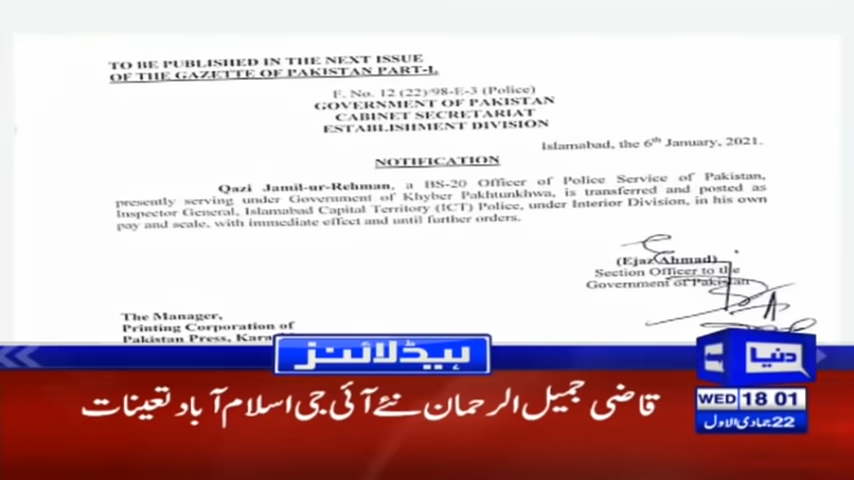 TO BE PUBLISHED IN THE NEXT ISSUE
OF THE GAZETTE OF PAKISTAN PART-I.
F. No. 12 (22)/98-E-3 (Police)
GOVERNMENT OF PAKISTAN
CABINET SECRETARIAT
ESTABLISHMENT DIVISION
Islamabad, the 6th January, 2021.
NOTIFICATION
Qazi Jamil-ur-Rehman, a BS-20 Officer of Police Service of Pakistan,
presently serving under Government of Khyber Pakhtunkhwa, is transferred and posted as
Inspector General, Islamabad Capital Territory (ICT) Police, under Interior Division, in his own
pay and scale, with immediate effect and until further orders.
(Ejaz Ahmad)
Section Officer to the
Government of Pakistan
The Manager,
Printing Corporation of
Pakistan Press,
ہیڈلائنز
دنیا
قاضی جمیل الرحمان نئے آئی جی اسلام آباد تعینات
WED 18 01
22 جمادی الاول